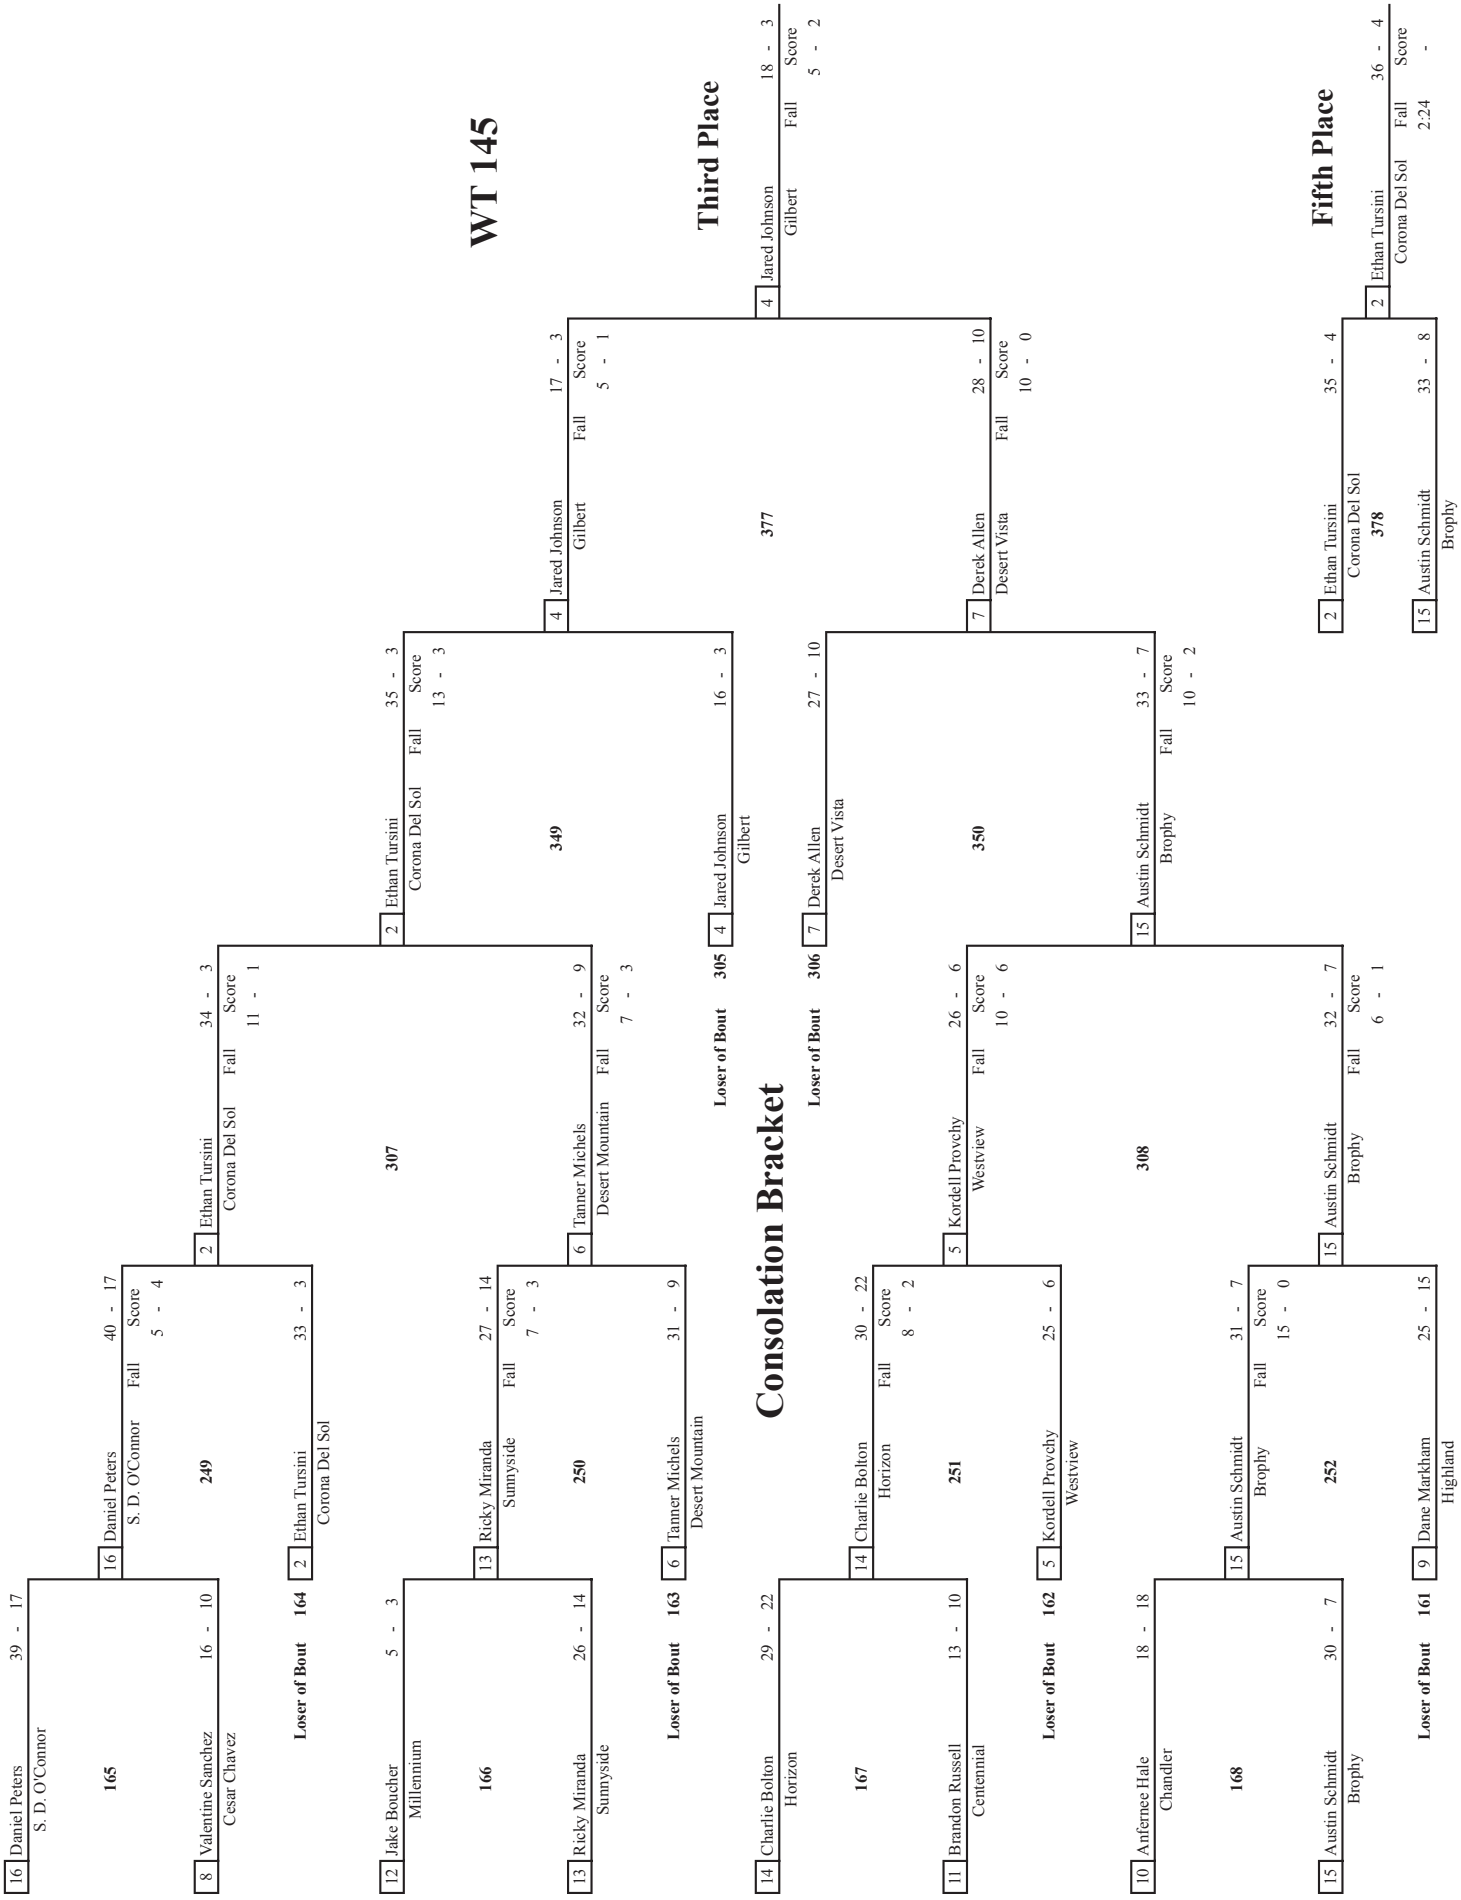 WT 145
Consolation Bracket
16 Daniel Peters 39 - 17
S. D. O'Connor
165
8 Valentine Sanchez 16 - 10
Cesar Chavez
12 Jake Boucher 5 - 3
Millennium
166
13 Ricky Miranda 26 - 14
Sunnyside
14 Charlie Bolton 29 - 22
Horizon
167
11 Brandon Russell 13 - 10
Centennial
10 Anfernee Hale 18 - 18
Chandler
168
15 Austin Schmidt 30 - 7
Brophy
16 Daniel Peters 40 - 17
S. D. O'Connor Fall Score
5 - 4
249
Loser of Bout 164 2 Ethan Tursini 33 - 3
Corona Del Sol
13 Ricky Miranda 27 - 14
Sunnyside Fall Score
7 - 3
250
Loser of Bout 163 6 Tanner Michels 31 - 9
Desert Mountain
14 Charlie Bolton 30 - 22
Horizon Fall Score
8 - 2
251
Loser of Bout 162 5 Kordell Provchy 25 - 6
Westview
15 Austin Schmidt 31 - 7
Brophy Fall Score
15 - 0
252
Loser of Bout 161 9 Dane Markham 25 - 15
Highland
2 Ethan Tursini 34 - 3
Corona Del Sol Fall Score
11 - 1
307
6 Tanner Michels 32 - 9
Desert Mountain Fall Score
7 - 3
5 Kordell Provchy 26 - 6
Westview Fall Score
10 - 6
308
15 Austin Schmidt 32 - 7
Brophy Fall Score
6 - 1
2 Ethan Tursini 35 - 3
Corona Del Sol Fall Score
13 - 3
349
Loser of Bout 305 4 Jared Johnson 16 - 3
Gilbert
Loser of Bout 306 7 Derek Allen 27 - 10
Desert Vista
350
15 Austin Schmidt 33 - 7
Brophy Fall Score
10 - 2
4 Jared Johnson 17 - 3
Gilbert Fall Score
5 - 1
377
7 Derek Allen 28 - 10
Desert Vista Fall Score
10 - 0
Third Place
4 Jared Johnson 18 - 3
Gilbert Fall Score
5 - 2
2 Ethan Tursini 35 - 4
Corona Del Sol
378
15 Austin Schmidt 33 - 8
Brophy
Fifth Place
2 Ethan Tursini 36 - 4
Corona Del Sol Fall Score
2:24 -